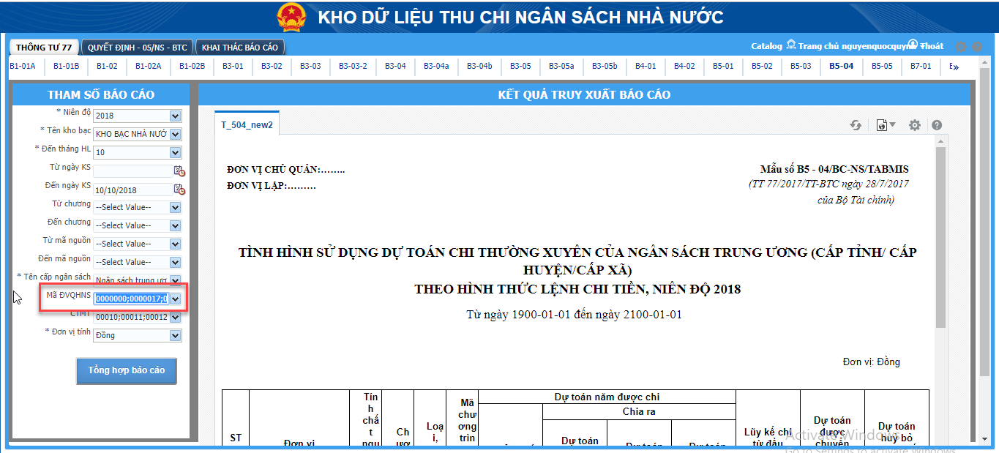 KHO DỮ LIỆU THU CHI NGÂN SÁCH NHÀ NƯỚC
THÔNG TƯ 77 QUYẾT ĐỊNH - 05/NS - BTC KHAI THÁC BÁO CÁO
Catalog Trang chủ nguyenquocquynh Thoát
B1-01A B1-01B B1-02 B1-02A B1-02B B3-01 B3-02 B3-03 B3-03-2 B3-04 B3-04a B3-04b B3-05 B3-05a B3-05b B4-01 B4-02 B5-01 B5-02 B5-03 B5-04 B5-05 B7-01 »
THAM SỐ BÁO CÁO
* Niên độ 2018
* Tên kho bạc KHO BẠC NHÀ NƯỚ
* Đến tháng HL 10
Từ ngày KS
Đến ngày KS 10/10/2018
Từ chương --Select Value--
Đến chương --Select Value--
Từ mã nguồn --Select Value--
Đến mã nguồn --Select Value--
* Tên cấp ngân sách Ngân sách trung ươ
Mã ĐVQHNS 0000000;0000017;0
CTMT 00010;00011;00012
* Đơn vị tính Đồng
Tổng hợp báo cáo
KẾT QUẢ TRUY XUẤT BÁO CÁO
T_504_new2
ĐƠN VỊ CHỦ QUẢN:……..
ĐƠN VỊ LẬP:………
Mẫu số B5 - 04/BC-NS/TABMIS
(TT 77/2017/TT-BTC ngày 28/7/2017
của Bộ Tài chính)
TÌNH HÌNH SỬ DỤNG DỰ TOÁN CHI THƯỜNG XUYÊN CỦA NGÂN SÁCH TRUNG ƯƠNG (CẤP TỈNH/ CẤP
HUYỆN/CẤP XÃ)
THEO HÌNH THỨC LỆNH CHI TIỀN, NIÊN ĐỘ 2018
Từ ngày 1900-01-01 đến ngày 2100-01-01
Đơn vị: Đồng
ST
Đơn vị
Tín
h
chấ
t
ngu
Ch
ươ
Loạ
i,
Mã
chư
ơng
trìn
Dự toán năm được chi
Chia ra
Dự toán
Dự toán
Dự toán
Lũy kế chi
từ đầu
Dự toán
được
chuyển
Dự toán
huy bỏ
Activate Windows
Go to Settings to activate Windows.